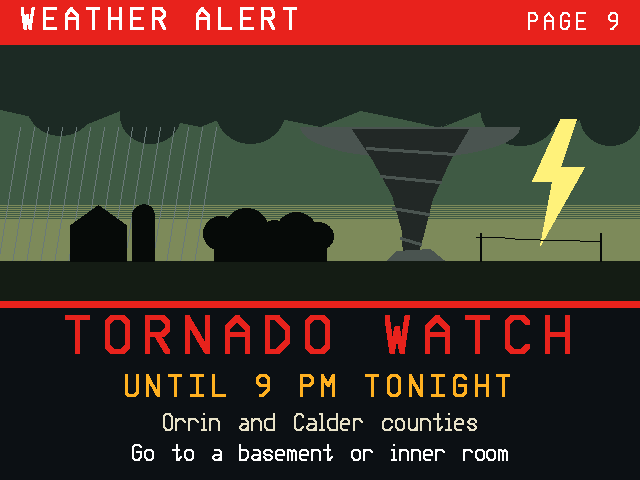 WEATHER ALERT PAGE 9
TORNADO WATCH
UNTIL 9 PM TONIGHT
Orrin and Calder counties
Go to a basement or inner room